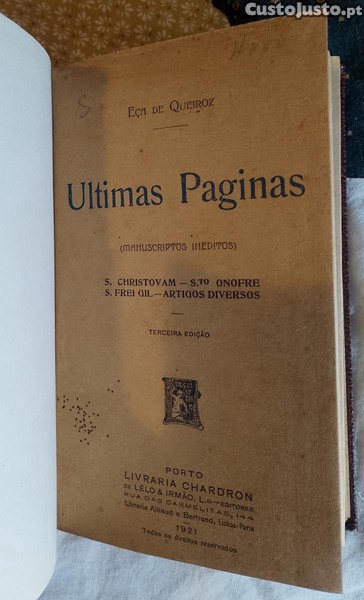 CustoJusto.pt
EÇA DE QUEIROZ
Ultimas Paginas
(MANUSCRIPTOS INEDITOS)
S. CHRISTOVAM — S.TO ONOFRE
S. FREI GIL — ARTIGOS DIVERSOS
TERCEIRA EDIÇÃO
PORTO
LIVRARIA CHARDRON
DE LÉLO & IRMÃO, L.DA — EDITORES
RUA DAS CARMELITAS, 144
Livraria Aillaud e Bertrand, Lisboa-Paris
1921
Todos os direitos reservados